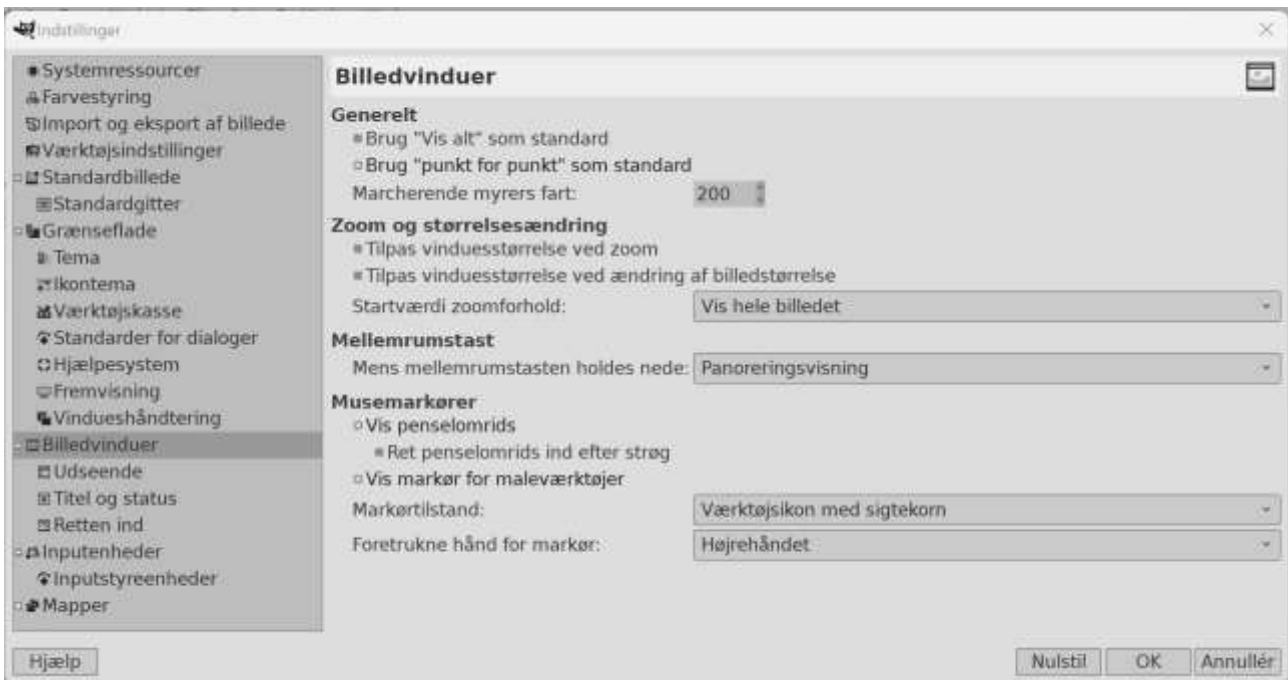 Indstillinger
Systemressourcer
Farvestyring
Import og eksport af billede
Værktøjsindstillinger
Standardbillede
Standardgitter
Grænseflade
Tema
Ikontema
Værktøjskasse
Standarder for dialoger
Hjælpesystem
Fremvisning
Vindueshåndtering
Billedvinduer
Udseende
Titel og status
Retten ind
Inputenheder
Inputstyreenheder
Mapper
Billedvinduer
Generelt
Brug "Vis alt" som standard
Brug "punkt for punkt" som standard
Marcherende myrers fart: 200
Zoom og størrelsesændring
Tilpas vinduesstørrelse ved zoom
Tilpas vinduesstørrelse ved ændring af billedstørrelse
Startværdi zoomforhold: Vis hele billedet
Mellemrumstast
Mens mellemrumstasten holdes nede: Panoreringsvisning
Musemarkører
Vis penselomrids
Ret penselomrids ind efter strøg
Vis markør for maleværktøjer
Markørtilstand: Værktøjsikon med sigtekorn
Foretrukne hånd for markør: Højrehåndet
Hjælp Nulstil OK Annullér